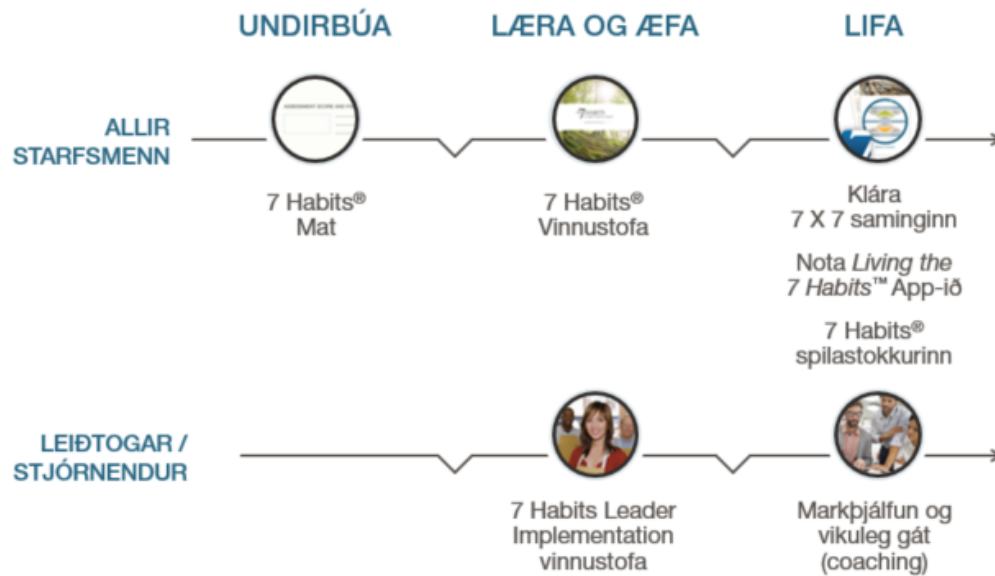 UNDIRBÚA
LÆRA OG ÆFA
LIFA
ALLIR
STARFSMENN
7 Habits®
Mat
7 HABITS
7 Habits®
Vinnustofa
Klára
7 X 7 saminginn
Nota Living the
7 Habits™ App-ið
7 Habits®
spilastokkurinn
LEIÐTOGAR /
STJÓRNENDUR
7 Habits Leader
Implementation
vinnustofa
Markþjálfun og
vikuleg gát
(coaching)